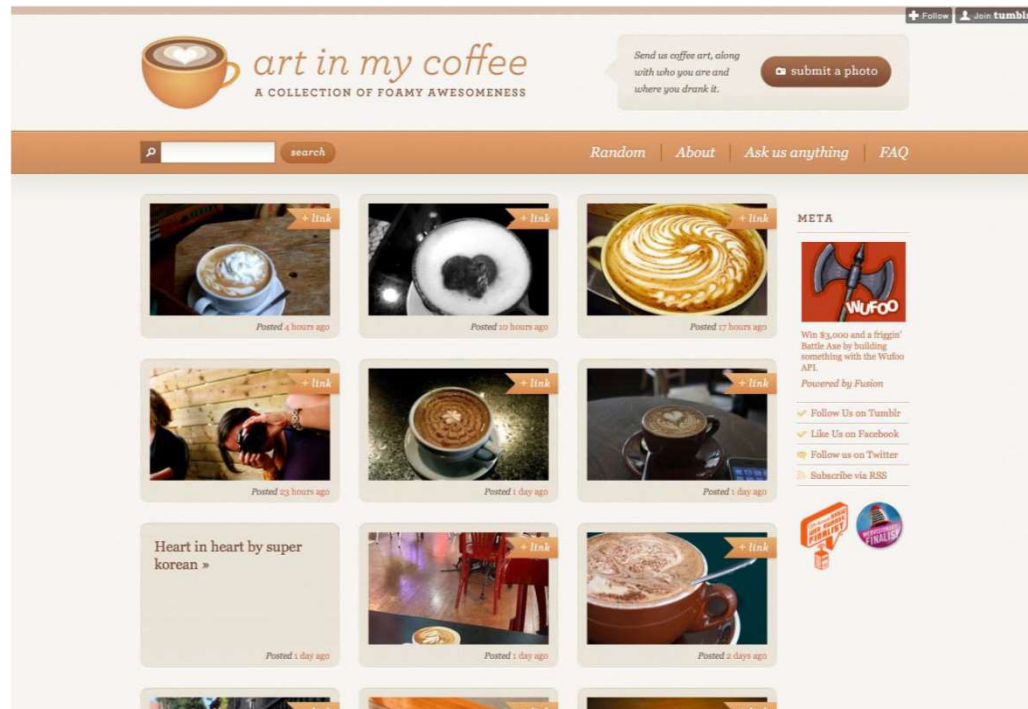 Follow
Join tumblr
art in my coffee
A COLLECTION OF FOAMY AWESOMENESS
Send us coffee art, along
with who you are and
where you drank it.
submit a photo
search
Random
About
Ask us anything
FAQ
+ link
+ link
+ link
Posted 4 hours ago
Posted 10 hours ago
Posted 17 hours ago
+ link
+ link
+ link
Posted 23 hours ago
Posted 1 day ago
Posted 1 day ago
Heart in heart by super
korean »
Posted 1 day ago
+ link
Posted 1 day ago
+ link
Posted 2 days ago
META
WUFOO
Win $3,000 and a friggin'
Battle Axe by building
something with the Wufoo
API.
Powered by Fusion
Follow Us on Tumblr
Like Us on Facebook
Follow us on Twitter
Subscribe via RSS
FINALIST
FINALIST